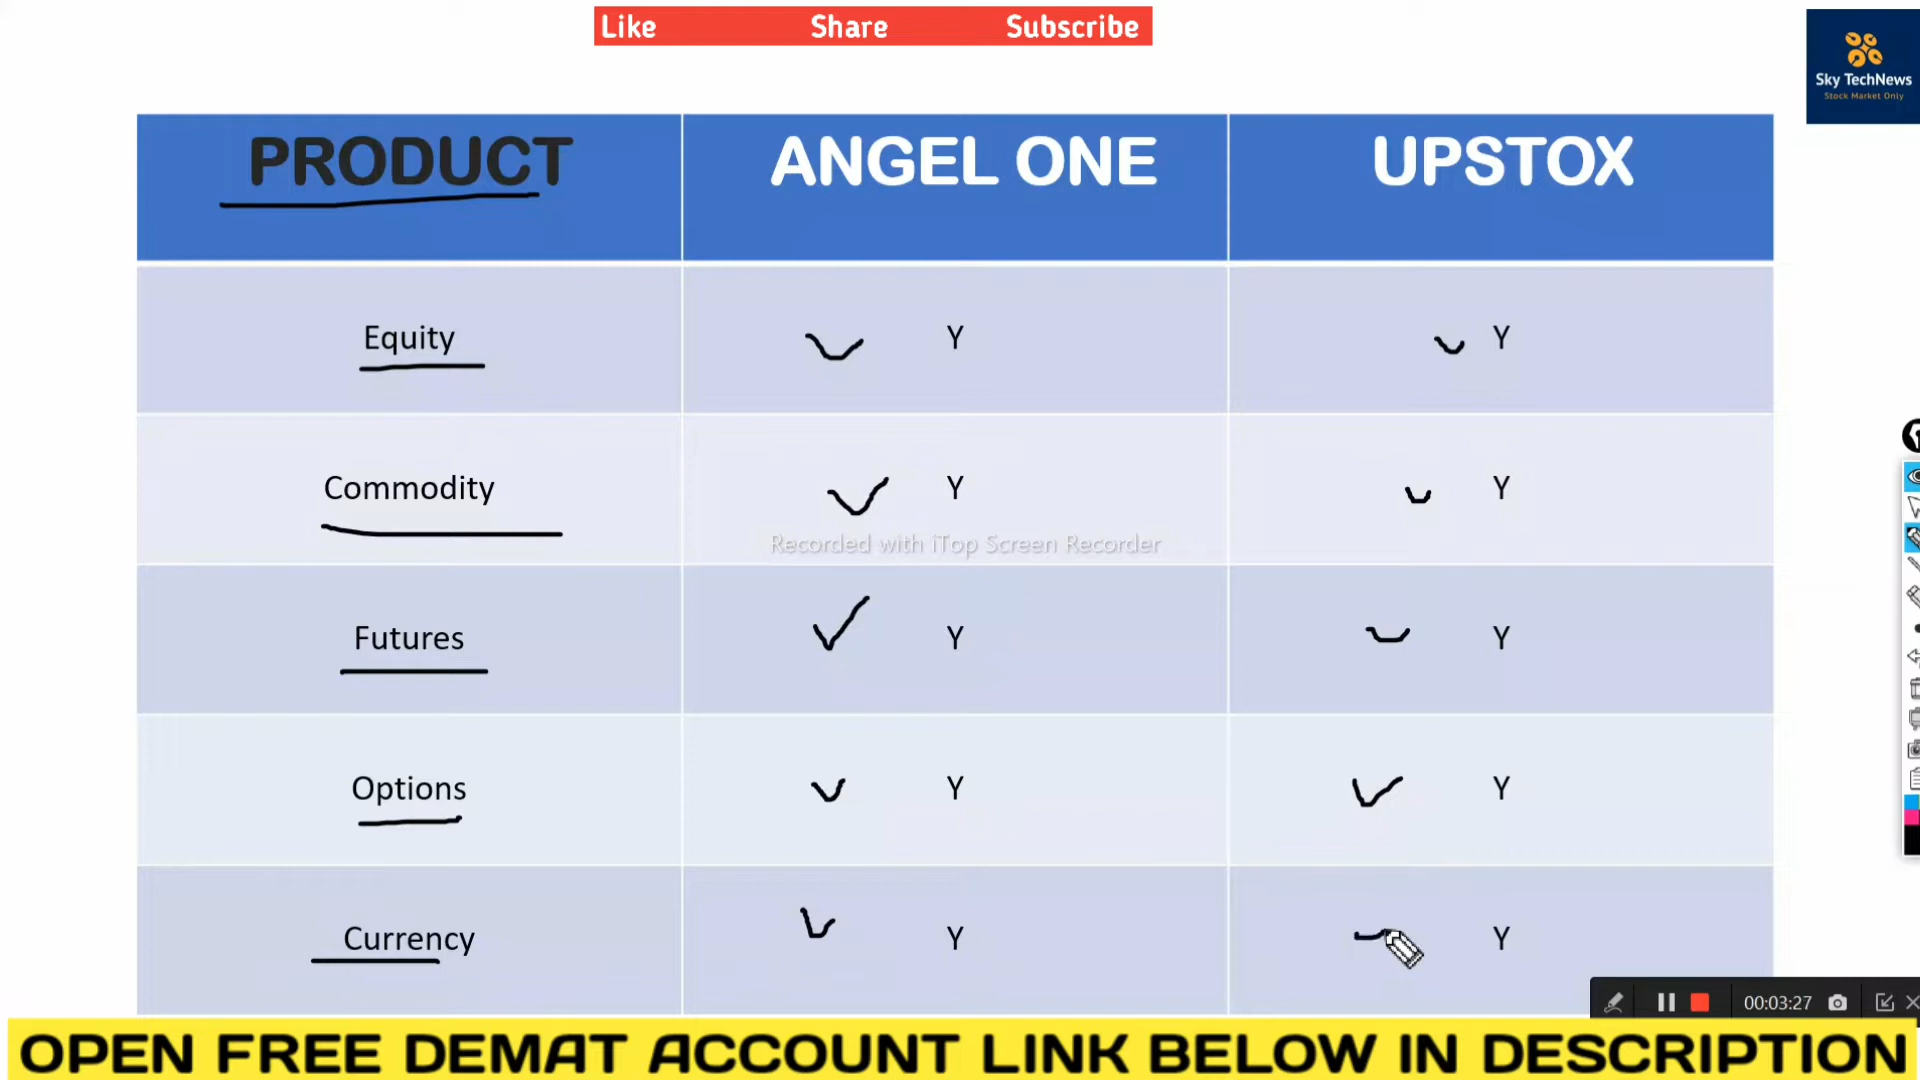 Like Share Subscribe
Sky TechNews
Stock Market Only
PRODUCT ANGEL ONE UPSTOX
Equity Y Y
Commodity Y Y
Recorded with iTop Screen Recorder
Futures Y Y
Options Y Y
Currency Y Y
00:03:27
OPEN FREE DEMAT ACCOUNT LINK BELOW IN DESCRIPTION